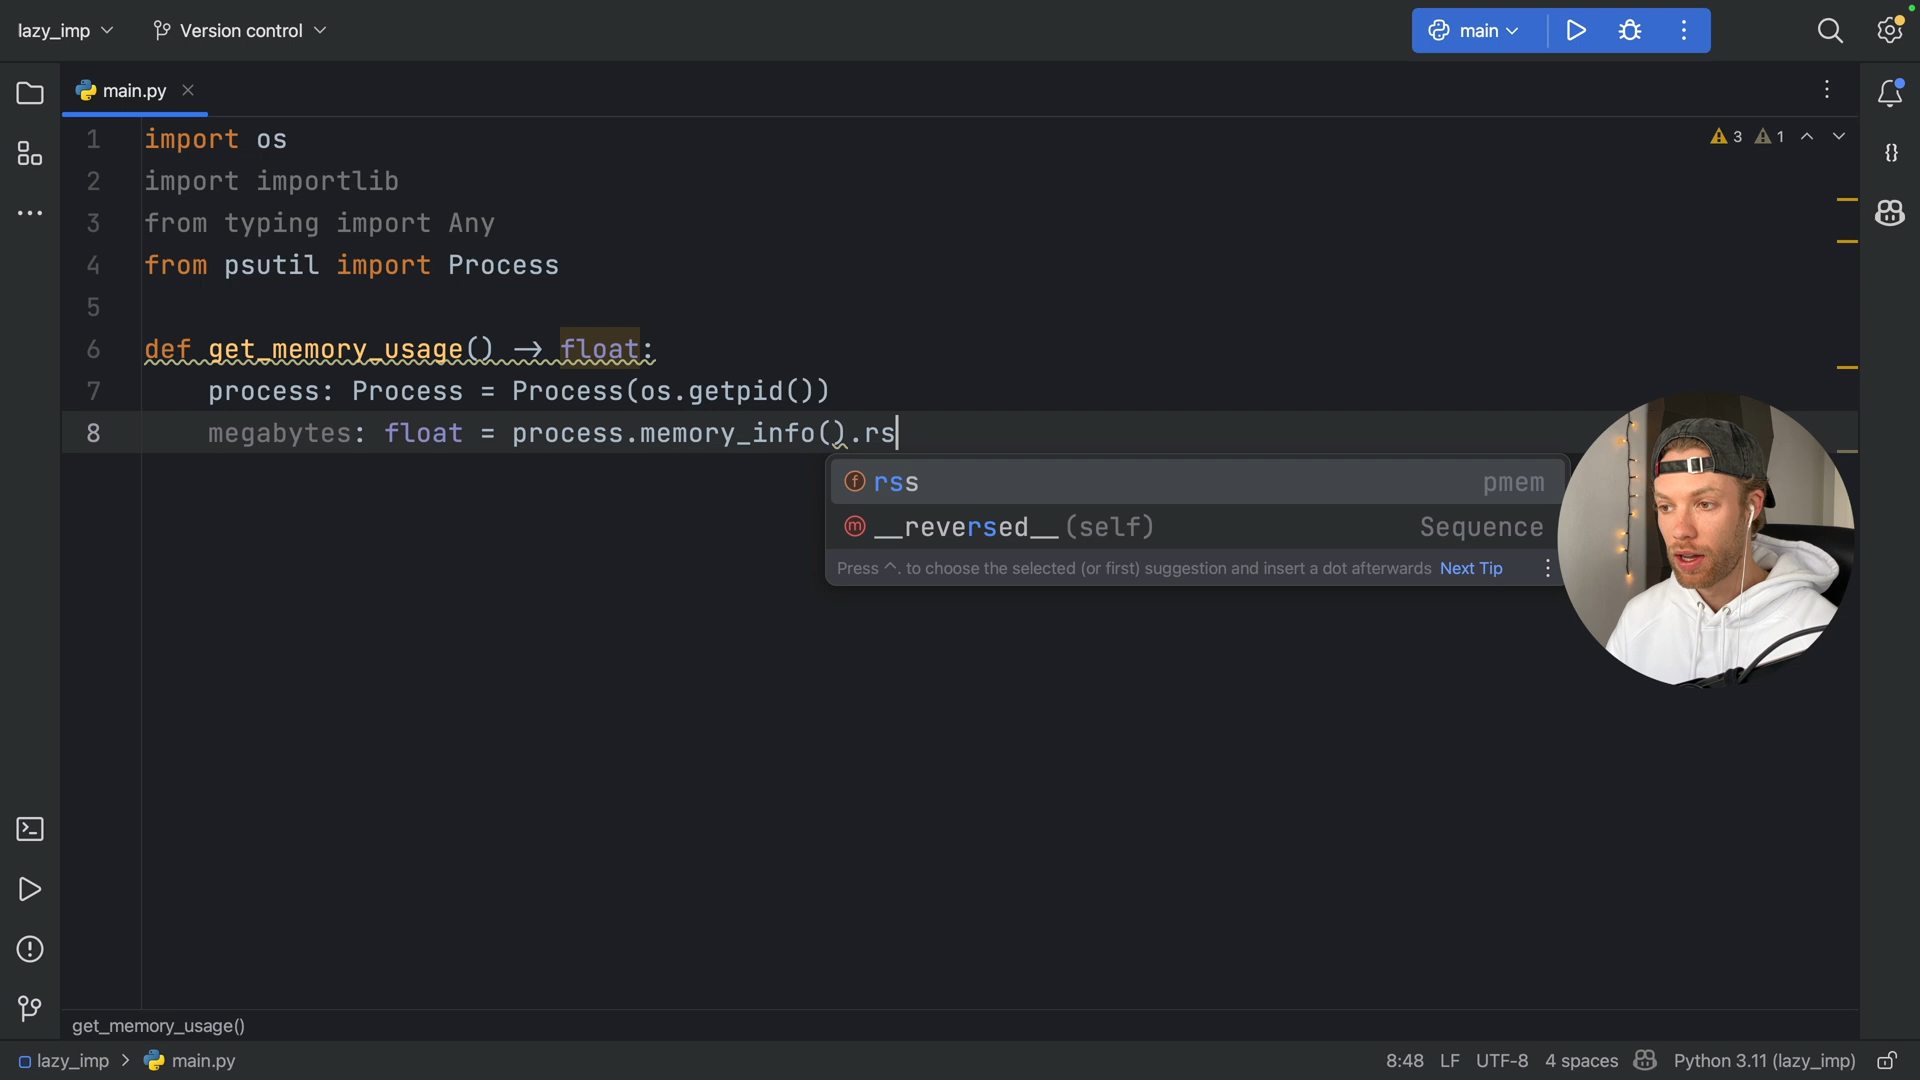 lazy_imp
Version control
main
main.py
3 1
1 import os
2 import importlib
3 from typing import Any
4 from psutil import Process
5
6 def get_memory_usage() -> float:
7 process: Process = Process(os.getpid())
8 megabytes: float = process.memory_info().rs
f rss pmem
m __reversed__(self) Sequence
Press ^. to choose the selected (or first) suggestion and insert a dot afterwards Next Tip
get_memory_usage()
lazy_imp > main.py
8:48 LF UTF-8 4 spaces Python 3.11 (lazy_imp)